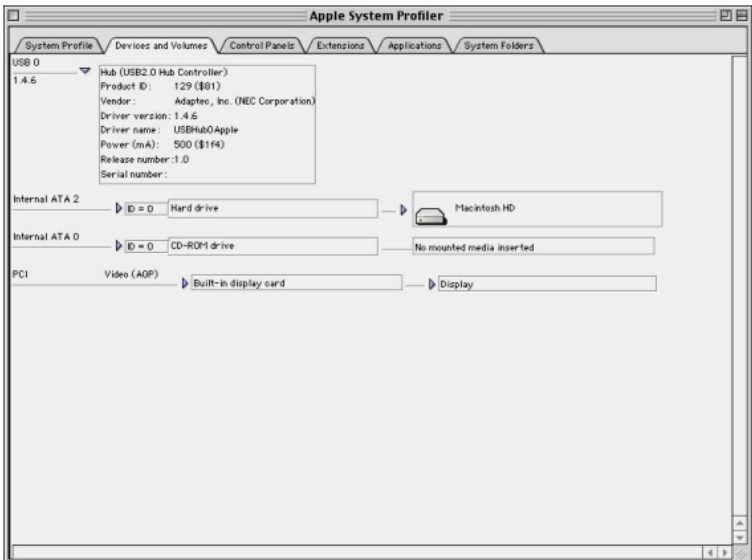 Apple System Profiler
System Profile Devices and Volumes Control Panels Extensions Applications System Folders
USB 0
1.4.6
Hub (USB2.0 Hub Controller)
Product ID: 129 ($81)
Vendor: Adaptec, Inc. (NEC Corporation)
Driver version: 1.4.6
Driver name: USBHub0Apple
Power (mA): 500 ($1f4)
Release number: 1.0
Serial number:
Internal ATA 2
ID = 0 Hard drive Macintosh HD
Internal ATA 0
ID = 0 CD-ROM drive No mounted media inserted
PCI Video (AGP)
Built-in display card Display